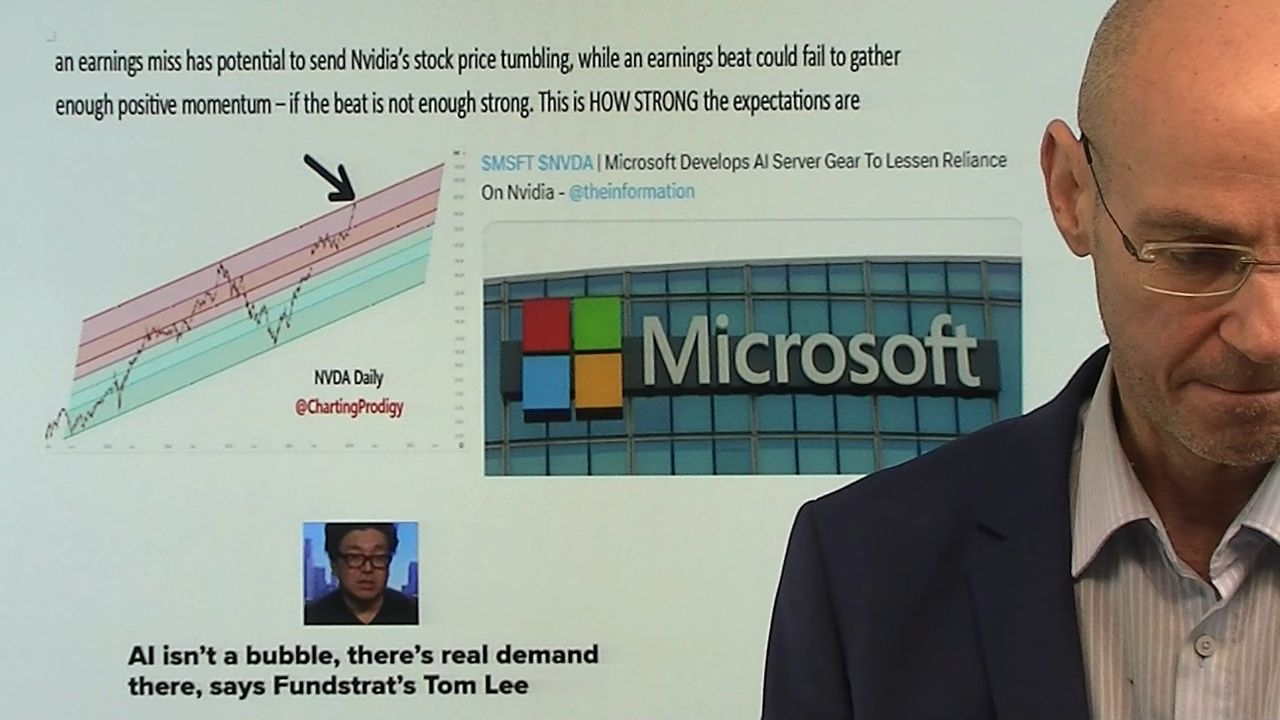 an earnings miss has potential to send Nvidia's stock price tumbling, while an earnings beat could fail to gather
enough positive momentum – if the beat is not enough strong. This is HOW STRONG the expectations are
$MSFT $NVDA | Microsoft Develops AI Server Gear To Lessen Reliance
On Nvidia - @theinformation
Microsoft
NVDA Daily
@ChartingProdigy
AI isn't a bubble, there's real demand
there, says Fundstrat's Tom Lee